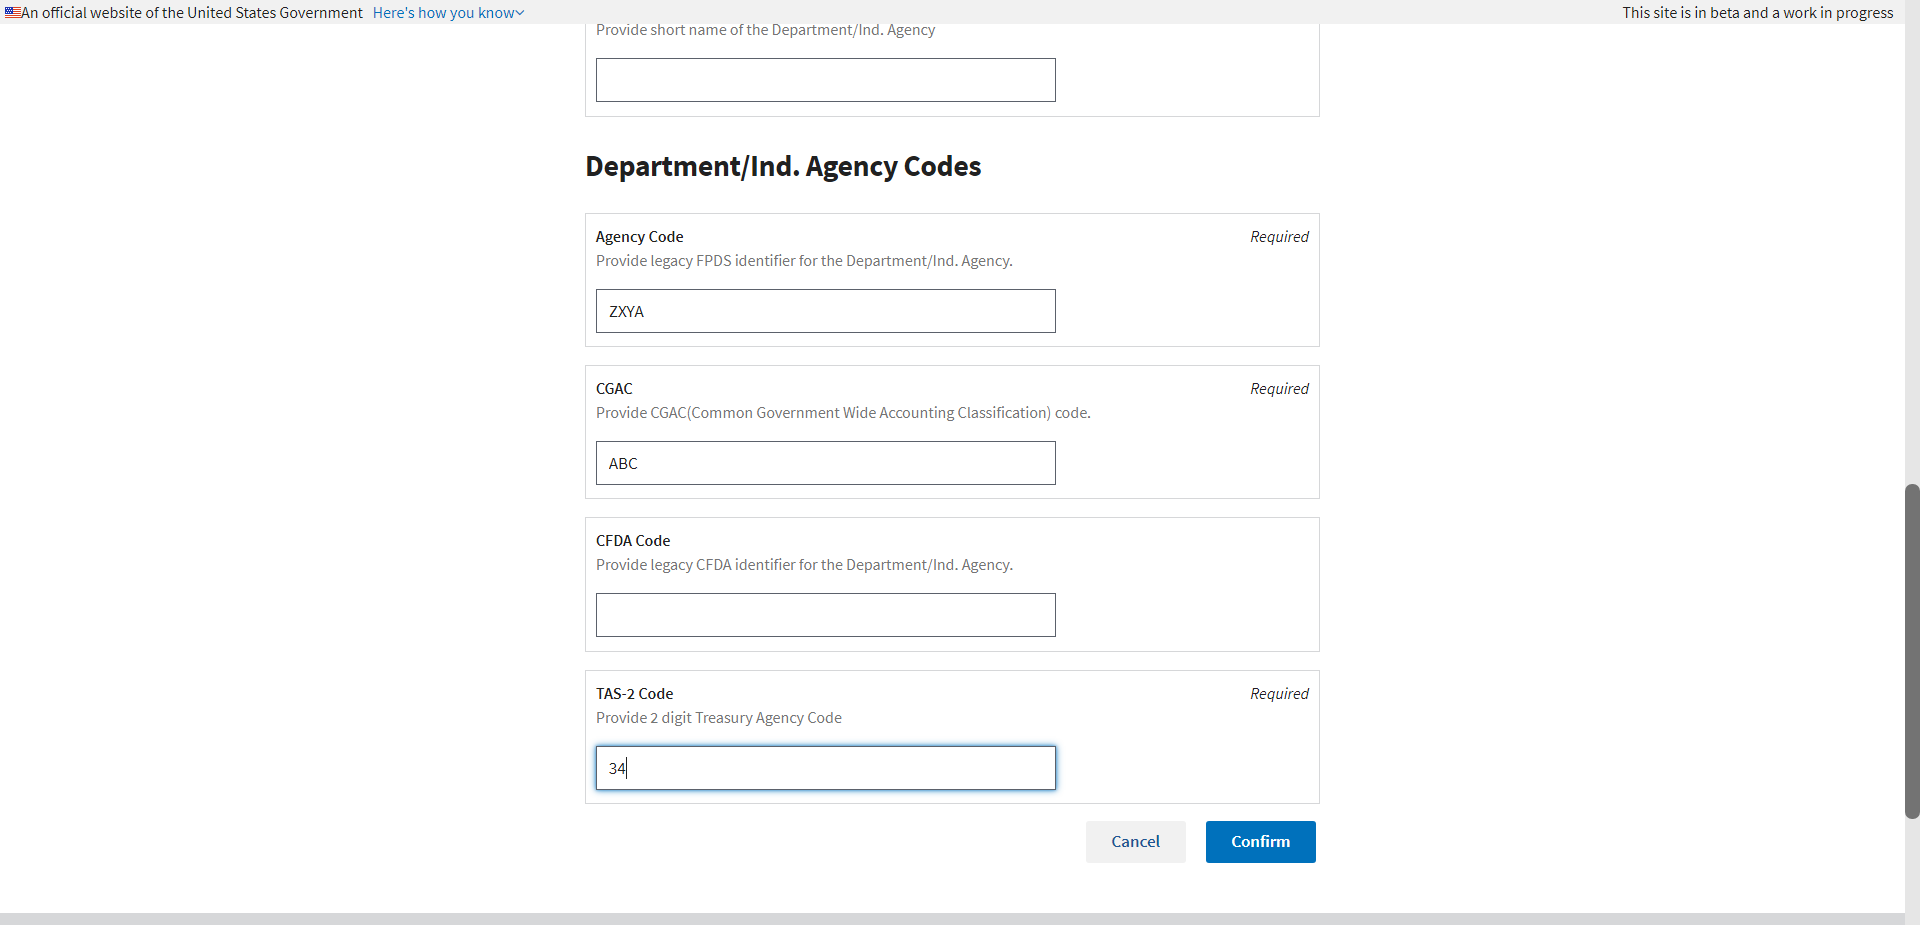 An official website of the United States Government Here's how you know
This site is in beta and a work in progress
Provide short name of the Department/Ind. Agency
Department/Ind. Agency Codes
Agency Code
Required
Provide legacy FPDS identifier for the Department/Ind. Agency.
ZXYA
CGAC
Required
Provide CGAC(Common Government Wide Accounting Classification) code.
ABC
CFDA Code
Provide legacy CFDA identifier for the Department/Ind. Agency.
TAS-2 Code
Required
Provide 2 digit Treasury Agency Code
34
Cancel
Confirm